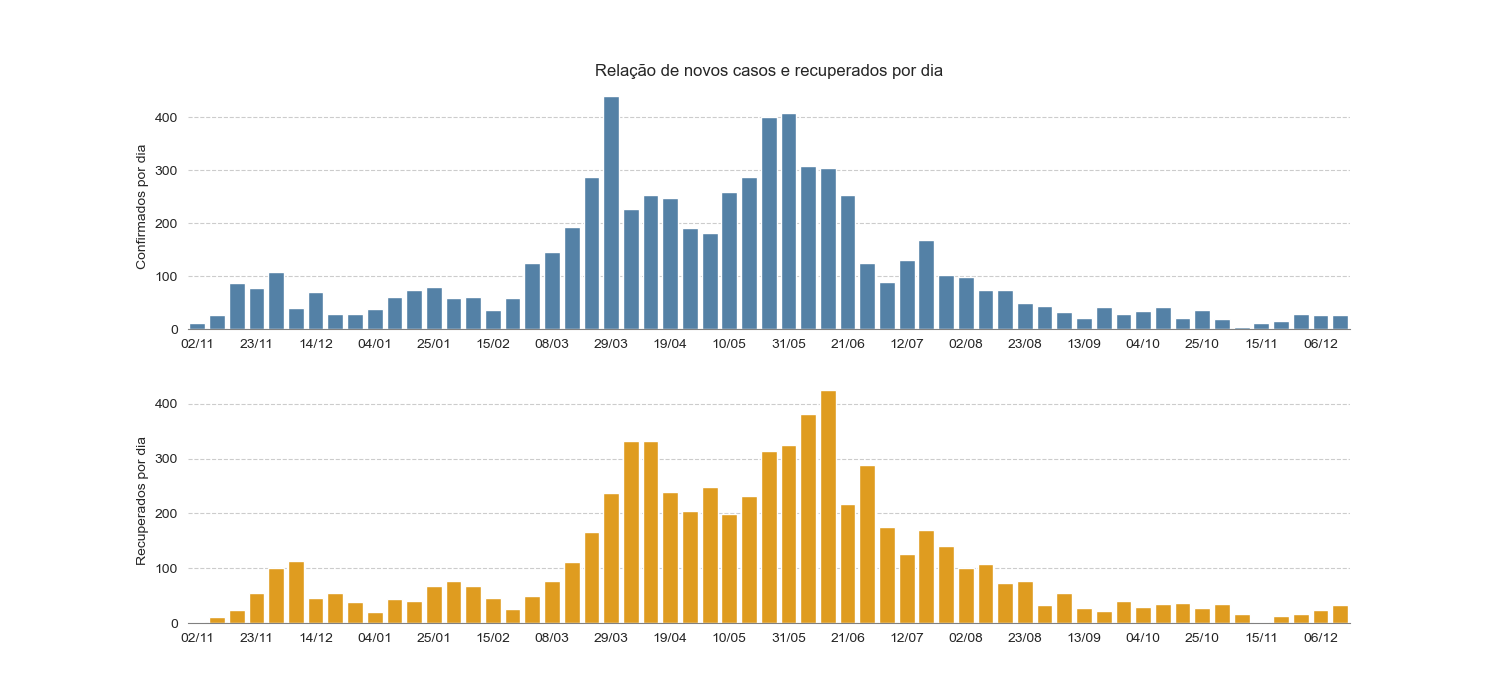 Relação de novos casos e recuperados por dia
Confirmados por dia
400
300
200
100
0
02/11 23/11 14/12 04/01 25/01 15/02 08/03 29/03 19/04 10/05 31/05 21/06 12/07 02/08 23/08 13/09 04/10 25/10 15/11 06/12
Recuperados por dia
400
300
200
100
0
02/11 23/11 14/12 04/01 25/01 15/02 08/03 29/03 19/04 10/05 31/05 21/06 12/07 02/08 23/08 13/09 04/10 25/10 15/11 06/12